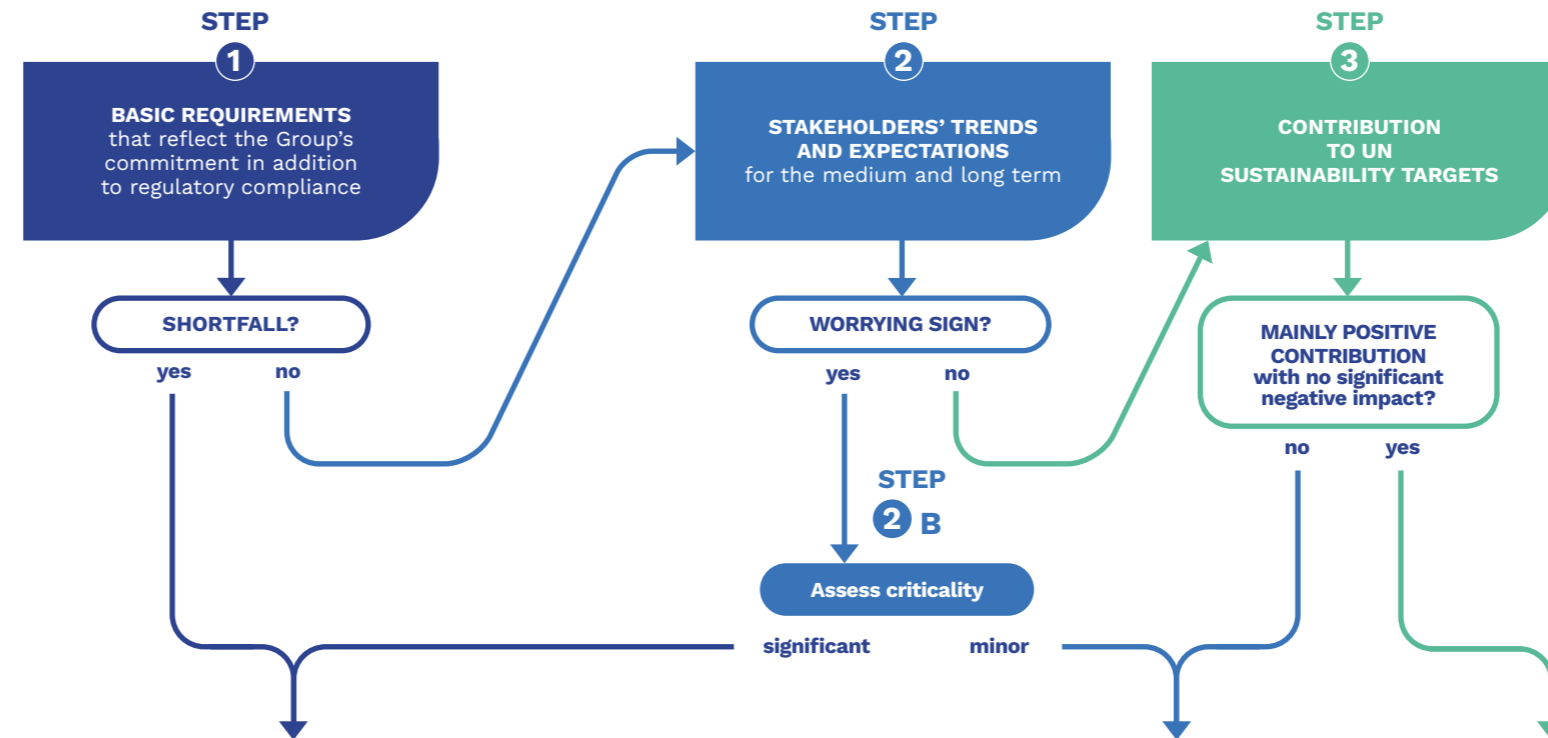 STEP
1
BASIC REQUIREMENTS
that reflect the Group’s
commitment in addition
to regulatory compliance
SHORTFALL?
yes
no
STEP
2
STAKEHOLDERS’ TRENDS
AND EXPECTATIONS
for the medium and long term
WORRYING SIGN?
yes
no
STEP
2 B
Assess criticality
significant
minor
STEP
3
CONTRIBUTION
TO UN
SUSTAINABILITY TARGETS
MAINLY POSITIVE
CONTRIBUTION
with no significant
negative impact?
no
yes